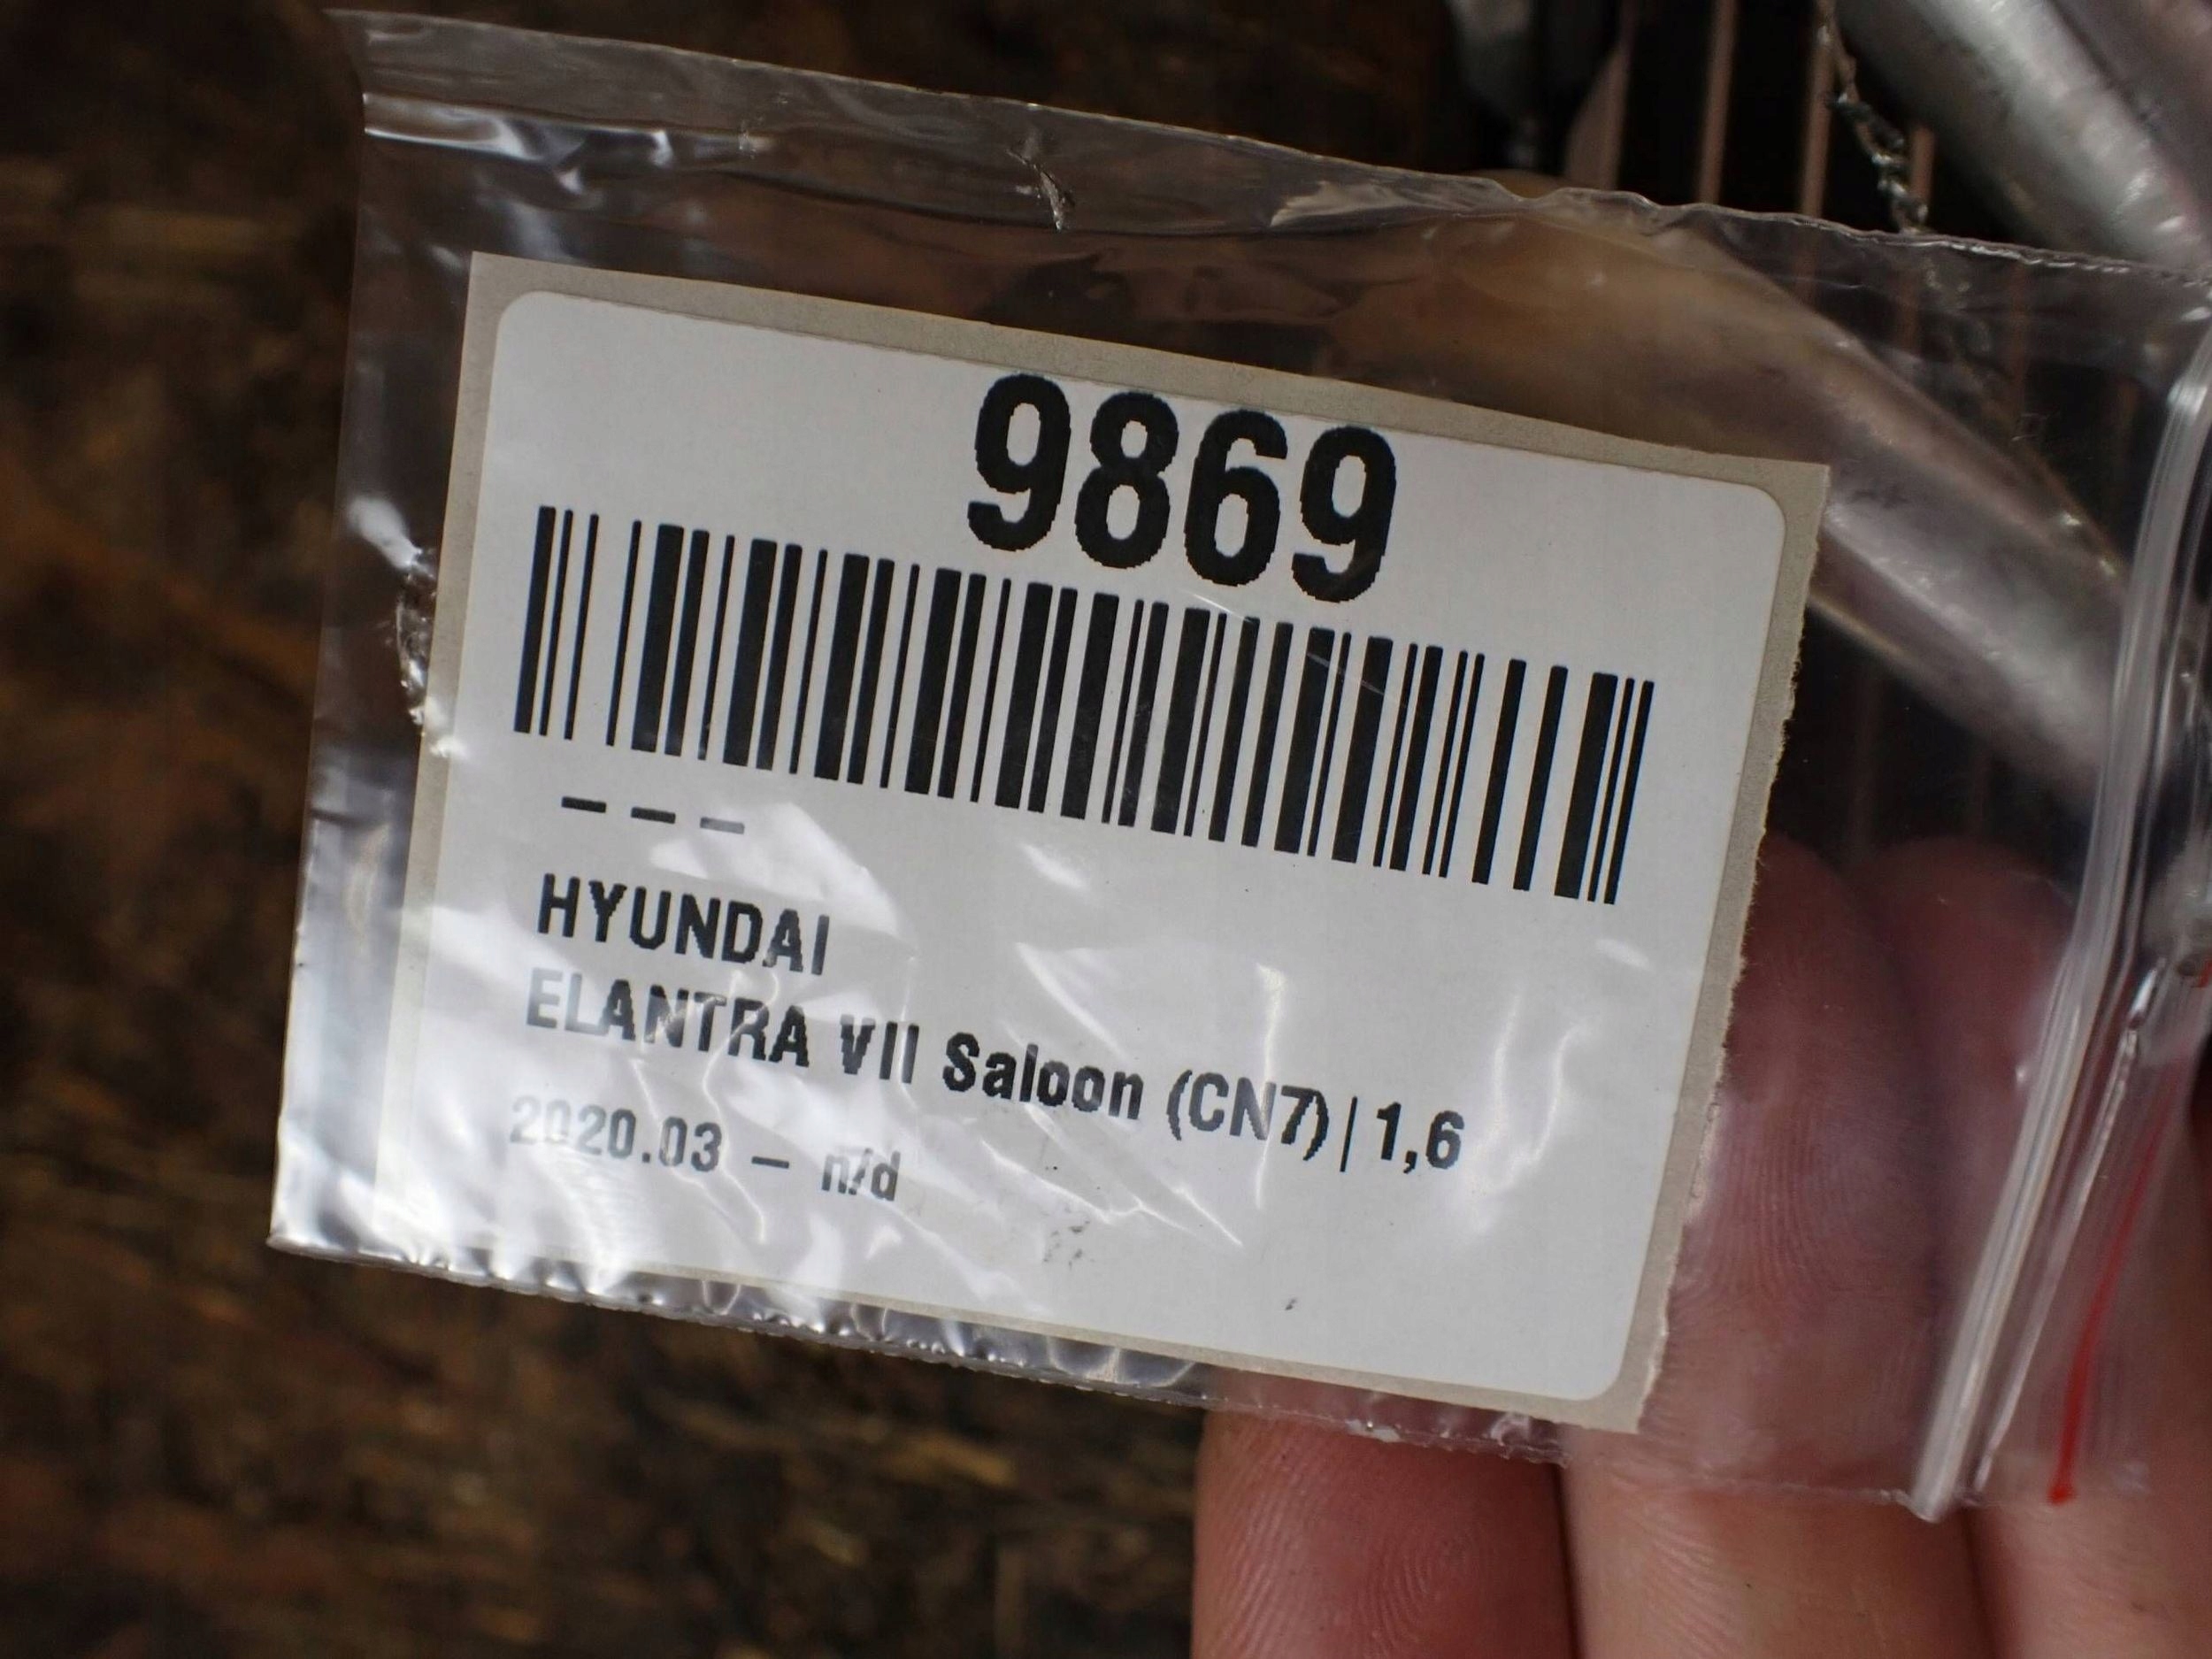 9869
– – –
HYUNDAI
ELANTRA VII Saloon (CN7) | 1,6
2020.03 – n/d